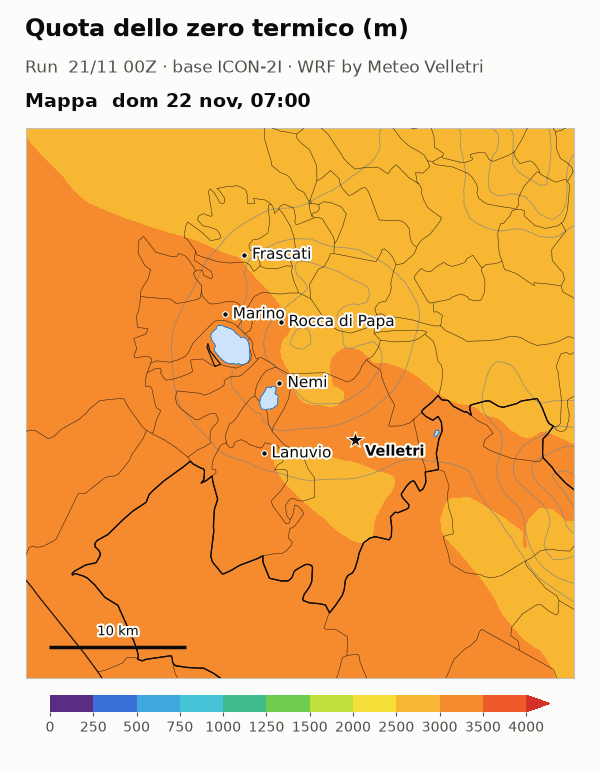 Quota dello zero termico (m)
Run 21/11 00Z · base ICON-2I · WRF by Meteo Velletri
Mappa dom 22 nov, 07:00
Frascati
Marino
Rocca di Papa
Nemi
Velletri
Lanuvio
10 km
0 250 500 750 1000 1250 1500 2000 2500 3000 3500 4000